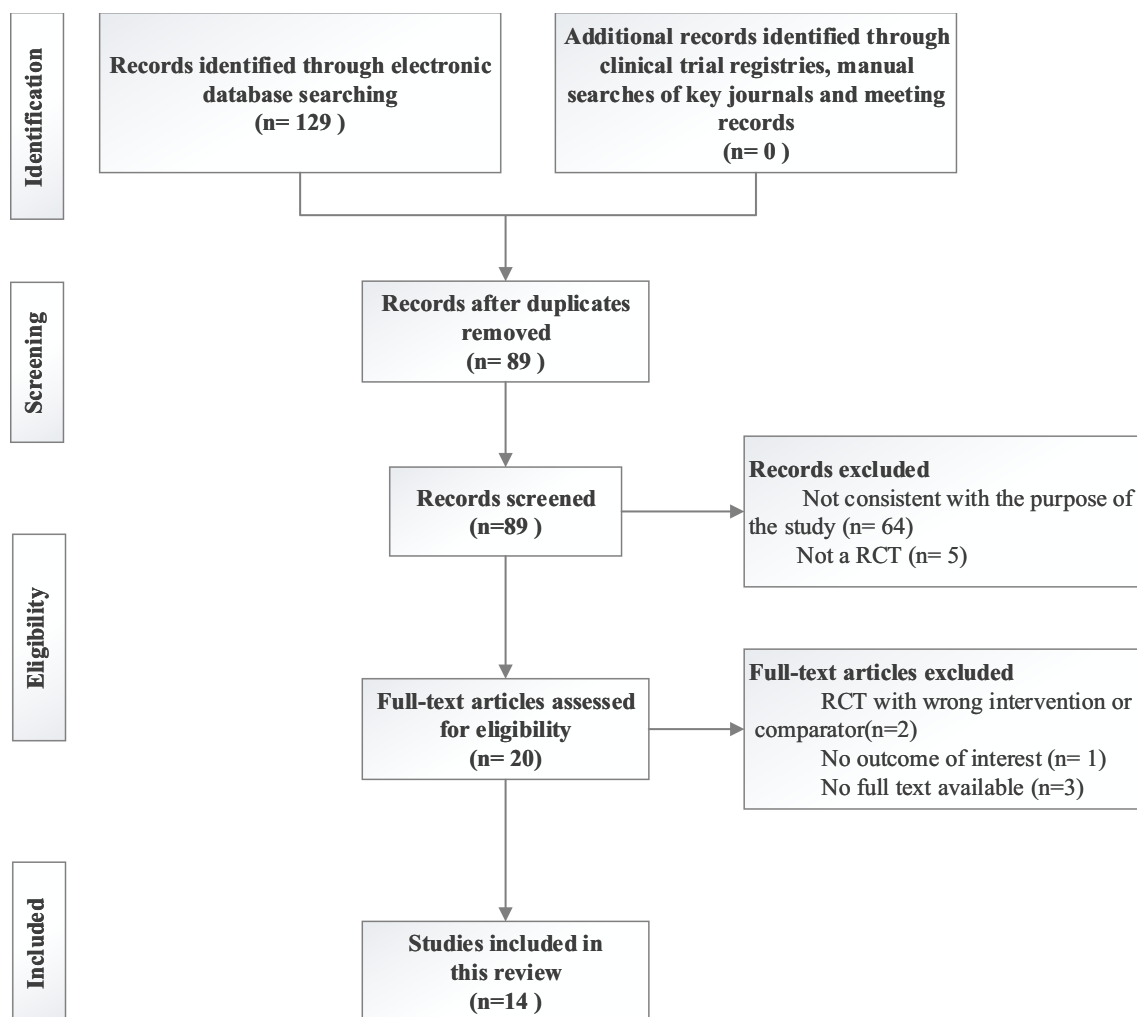 Identification
Records identified through electronic
database searching
(n= 129 )
Additional records identified through
clinical trial registries, manual
searches of key journals and meeting
records
(n= 0 )
Screening
Records after duplicates
removed
(n= 89 )
Records screened
(n=89 )
Records excluded
Not consistent with the purpose of
the study (n= 64)
Not a RCT (n= 5)
Eligibility
Full-text articles assessed
for eligibility
(n= 20)
Full-text articles excluded
RCT with wrong intervention or
comparator(n=2)
No outcome of interest (n= 1)
No full text available (n=3)
Included
Studies included in
this review
(n=14 )